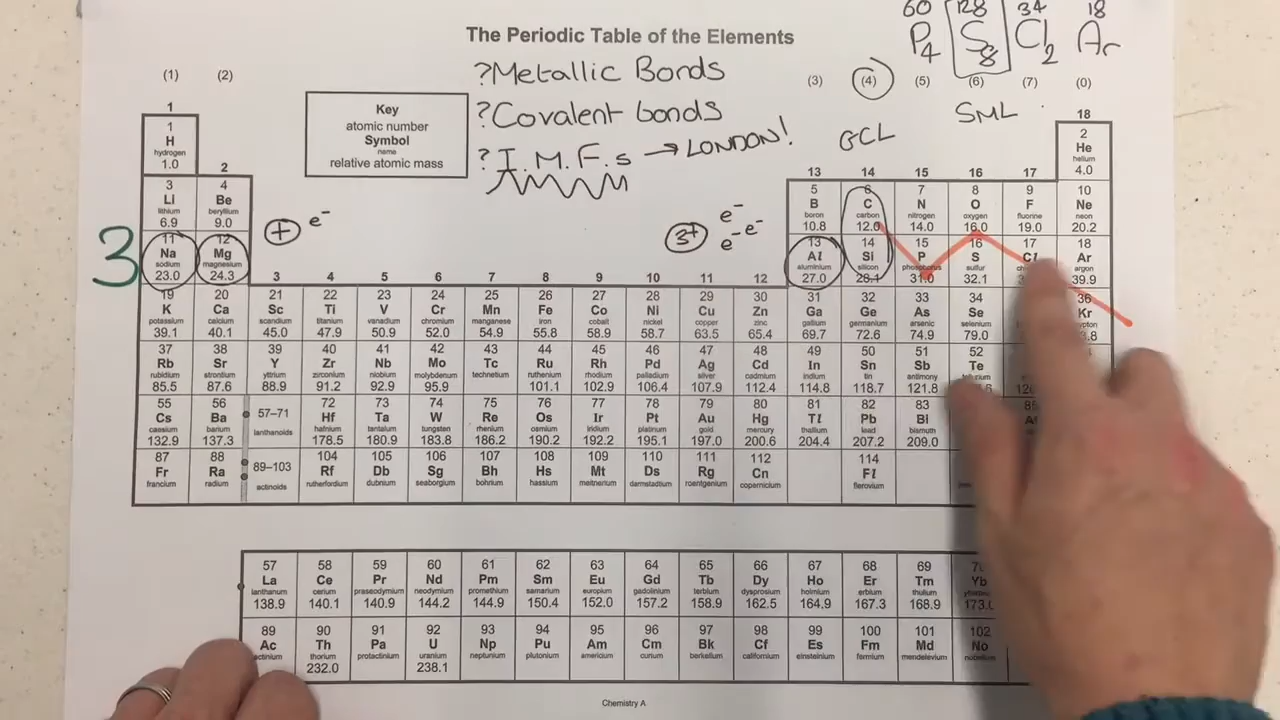 60 128 34 18
P4 S8 Cl2 Ar
The Periodic Table of the Elements
?Metallic Bonds
(1) (2) (3) (4) (5) (6) (7) (0)
?Covalent bonds
SML
?I.M.F.s → LONDON!
GCL
Key
atomic number
Symbol
name
relative atomic mass
1 18
1 2
H He
hydrogen helium
1.0 4.0
2 13 14 15 16 17
3 4 5 6 7 8 9 10
Li Be B C N O F Ne
lithium beryllium boron carbon nitrogen oxygen fluorine neon
6.9 9.0 10.8 12.0 14.0 16.0 19.0 20.2
+ e-
3+ e- e- e-
3
11 12 13 14 15 16 17 18
Na Mg Al Si P S Cl Ar
sodium magnesium aluminium silicon phosphorus sulfur argon
23.0 24.3 27.0 28.1 31.0 32.1 39.9
3 4 5 6 7 8 9 10 11 12
19 20 21 22 23 24 25 26 27 28 29 30 31 32 33 34 36
K Ca Sc Ti V Cr Mn Fe Co Ni Cu Zn Ga Ge As Se Kr
potassium calcium scandium titanium vanadium chromium manganese iron cobalt nickel copper zinc gallium germanium arsenic selenium
39.1 40.1 45.0 47.9 50.9 52.0 54.9 55.8 58.9 58.7 63.5 65.4 69.7 72.6 74.9 79.0
37 38 39 40 41 42 43 44 45 46 47 48 49 50 51 52
Rb Sr Y Zr Nb Mo Tc Ru Rh Pd Ag Cd In Sn Sb Te
rubidium strontium yttrium zirconium niobium molybdenum technetium ruthenium rhodium palladium silver cadmium indium tin antimony
85.5 87.6 88.9 91.2 92.9 95.9 101.1 102.9 106.4 107.9 112.4 114.8 118.7 121.8
55 56 57–71 72 73 74 75 76 77 78 79 80 81 82 83
Cs Ba Hf Ta W Re Os Ir Pt Au Hg Tl Pb Bi
caesium barium lanthanoids hafnium tantalum tungsten rhenium osmium iridium platinum gold mercury thallium lead bismuth
132.9 137.3 178.5 180.9 183.8 186.2 190.2 192.2 195.1 197.0 200.6 204.4 207.2 209.0
87 88 89–103 104 105 106 107 108 109 110 111 112 114
Fr Ra Rf Db Sg Bh Hs Mt Ds Rg Cn Fl
francium radium actinoids rutherfordium dubnium seaborgium bohrium hassium meitnerium darmstadtium roentgenium copernicium flerovium
57 58 59 60 61 62 63 64 65 66 67 68 69
La Ce Pr Nd Pm Sm Eu Gd Tb Dy Ho Er Tm Yb
lanthanum cerium praseodymium neodymium promethium samarium europium gadolinium terbium dysprosium holmium erbium thulium
138.9 140.1 140.9 144.2 144.9 150.4 152.0 157.2 158.9 162.5 164.9 167.3 168.9
89 90 91 92 93 94 95 96 97 98 99 100 101 102
Ac Th Pa U Np Pu Am Cm Bk Cf Es Fm Md No
actinium thorium protactinium uranium neptunium plutonium americium curium berkelium californium einsteinium fermium mendelevium
232.0 238.1
Chemistry A